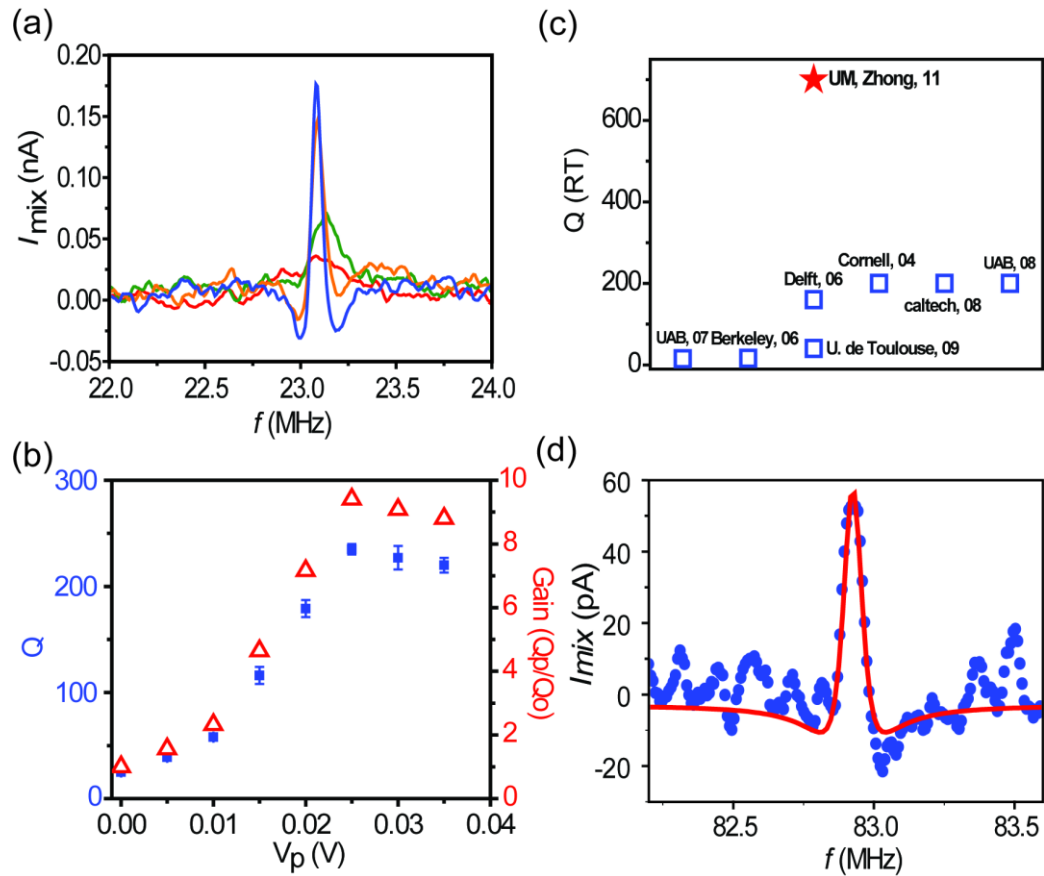 (a)
0.20
0.15
0.10
0.05
0.00
-0.05
I mix (nA)
22.0 22.5 23.0 23.5 24.0
f (MHz)
(c)
600
400
200
0
Q (RT)
UM, Zhong, 11
Cornell, 04
UAB, 08
Delft, 06
caltech, 08
UAB, 07 Berkeley, 06
U. de Toulouse, 09
(b)
300
200
100
0
Q
10
8
6
4
2
0
Gain (Qp/Qo)
0.00 0.01 0.02 0.03 0.04
Vp (V)
(d)
60
40
20
0
-20
Imix (pA)
82.5 83.0 83.5
f (MHz)